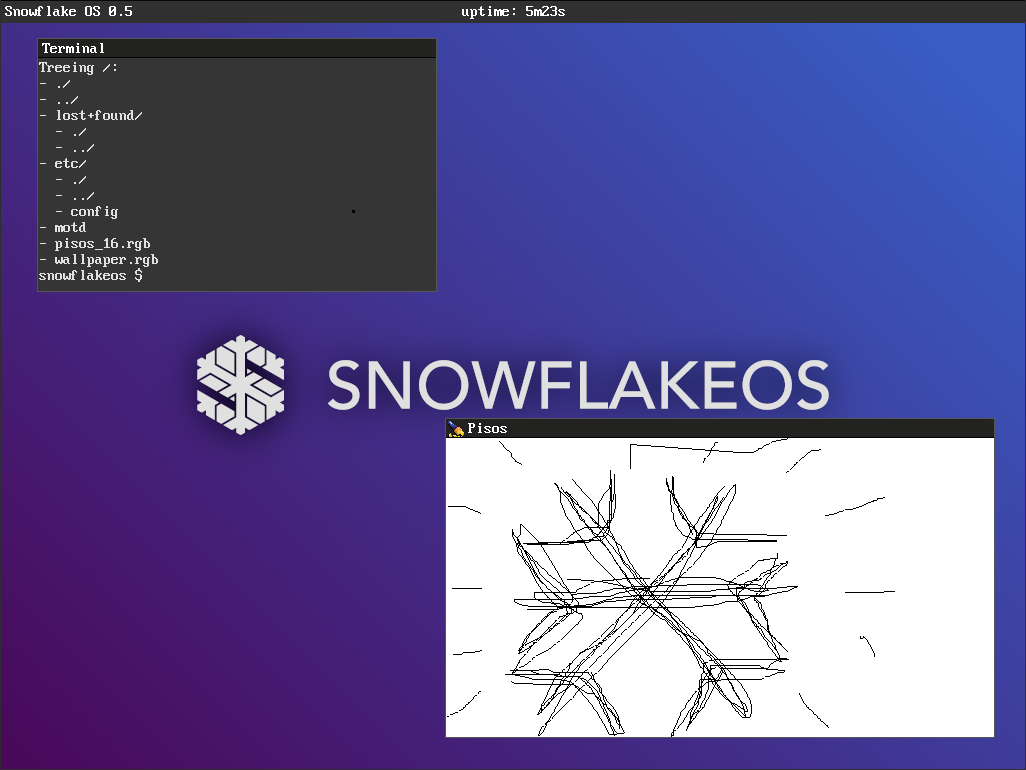 Snowflake OS 0.5
uptime: 5m23s
Terminal
Treeing /:
- ./
- ../
- lost+found/
  - ./
  - ../
- etc/
  - ./
  - ../
  - config
- motd
- pisos_16.rgb
- wallpaper.rgb
snowflakeos $
SNOWFLAKEOS
Pisos